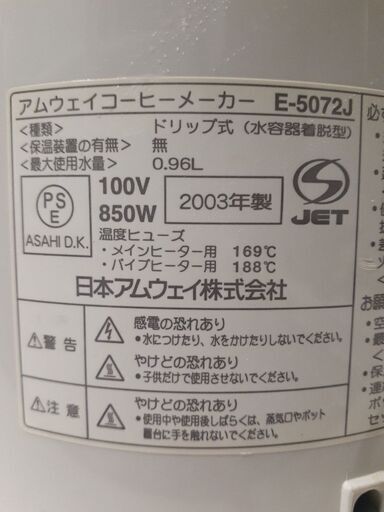 アムウェイコーヒーメーカー E-5072J
<種類> ドリップ式(水容器着脱型)
<保温装置の有無> 無
<最大使用水量> 0.96L
PS
E
ASAHI D.K.
100V
850W
2003年製
S
JET
温度ヒューズ
・メインヒーター用 169℃
・パイプヒーター用 188℃
日本アムウェイ株式会社
警告
感電の恐れあり
●水につけたり、水をかけたりしないでください。
やけどの恐れあり
●子供だけで使用させないでください。
注意
やけどの恐れあり
●使用中や使用後しばらくは、蒸気口やポット
置台に手を触れないでください。
必
お願